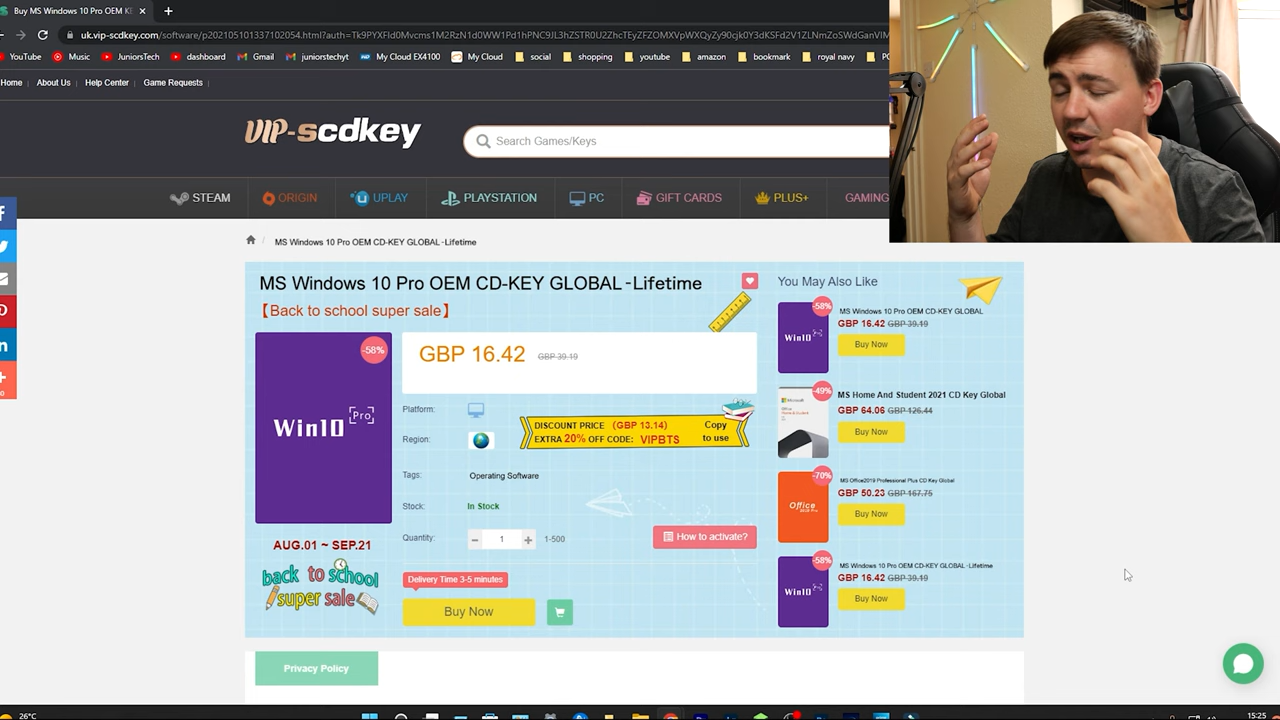 Buy MS Windows 10 Pro OEM KE
uk.vip-scdkey.com/software/p202105101337102054.html
YouTube
Music
JuniorsTech
dashboard
Gmail
juniorstechyt
My Cloud EX4100
My Cloud
social
shopping
youtube
amazon
bookmark
royal navy
PC
Home
About Us
Help Center
Game Requests
VIP-scdkey
Search Games/Keys
STEAM
ORIGIN
UPLAY
PLAYSTATION
PC
GIFT CARDS
PLUS+
GAMING
/ MS Windows 10 Pro OEM CD-KEY GLOBAL-Lifetime
MS Windows 10 Pro OEM CD-KEY GLOBAL-Lifetime
【Back to school super sale】
-58%
Win10 [Pro]
GBP 16.42 GBP 39.19
Platform:
DISCOUNT PRICE (GBP 13.14)
EXTRA 20% OFF CODE: VIPBTS
Copy
to use
Region:
Tags: Operating Software
Stock: In Stock
Quantity: − 1 + 1-500
How to activate?
AUG.01 ~ SEP.21
back to school
super sale
Delivery Time 3-5 minutes
Buy Now
You May Also Like
-58%
Win10
MS Windows 10 Pro OEM CD-KEY GLOBAL
GBP 16.42 GBP 39.19
Buy Now
-49%
Microsoft
Office
MS Home And Student 2021 CD Key Global
GBP 64.06 GBP 126.44
Buy Now
-70%
Office
MS Office2019 Professional Plus CD Key Global
GBP 50.23 GBP 167.75
Buy Now
-58%
Win10
MS Windows 10 Pro OEM CD-KEY GLOBAL-Lifetime
GBP 16.42 GBP 39.19
Buy Now
Privacy Policy
26°C
15:25